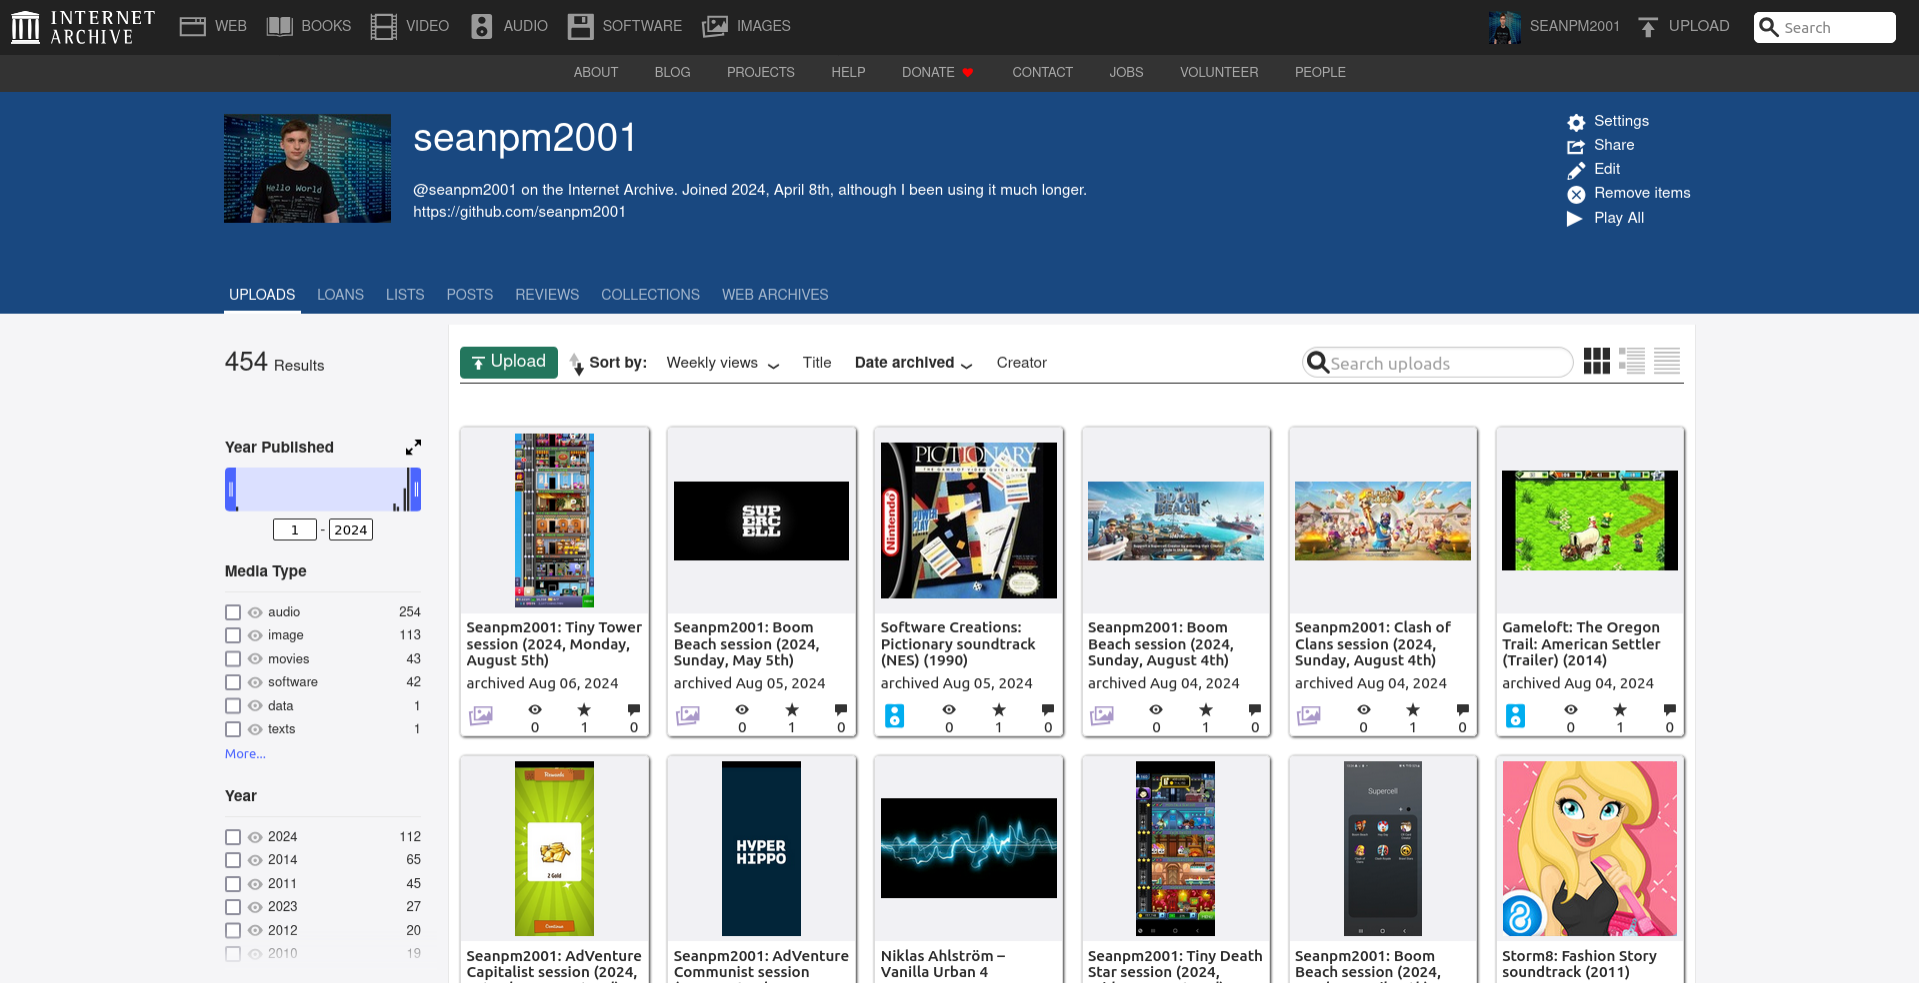 INTERNET ARCHIVE
WEB BOOKS VIDEO AUDIO SOFTWARE IMAGES SEANPM2001 UPLOAD Search
ABOUT BLOG PROJECTS HELP DONATE CONTACT JOBS VOLUNTEER PEOPLE
Hello World
seanpm2001
@seanpm2001 on the Internet Archive. Joined 2024, April 8th, although I been using it much longer.
https://github.com/seanpm2001
Settings
Share
Edit
Remove items
Play All
UPLOADS LOANS LISTS POSTS REVIEWS COLLECTIONS WEB ARCHIVES
454 Results
Year Published
1 - 2024
Media Type
audio 254
image 113
movies 43
software 42
data 1
texts 1
More...
Year
2024 112
2014 65
2011 45
2023 27
2012 20
2010 19
Upload Sort by: Weekly views Title Date archived Creator Search uploads
Seanpm2001: Tiny Tower
session (2024, Monday,
August 5th)
archived Aug 06, 2024
0 1 0
SUPERCELL
Seanpm2001: Boom
Beach session (2024,
Sunday, May 5th)
archived Aug 05, 2024
0 1 0
PICTIONARY
THE GAME OF VIDEO QUICK DRAW
Nintendo
Software Creations:
Pictionary soundtrack
(NES) (1990)
archived Aug 05, 2024
0 1 0
BOOM BEACH
Seanpm2001: Boom
Beach session (2024,
Sunday, August 4th)
archived Aug 04, 2024
0 1 0
Seanpm2001: Clash of
Clans session (2024,
Sunday, August 4th)
archived Aug 04, 2024
0 1 0
Gameloft: The Oregon
Trail: American Settler
(Trailer) (2014)
archived Aug 04, 2024
0 1 0
Rewards
2 Gold
Continue
Seanpm2001: AdVenture
Capitalist session (2024,
HYPER
HIPPO
Seanpm2001: AdVenture
Communist session
Niklas Ahlström –
Vanilla Urban 4
Seanpm2001: Tiny Death
Star session (2024,
Supercell
Seanpm2001: Boom
Beach session (2024,
Storm8: Fashion Story
soundtrack (2011)